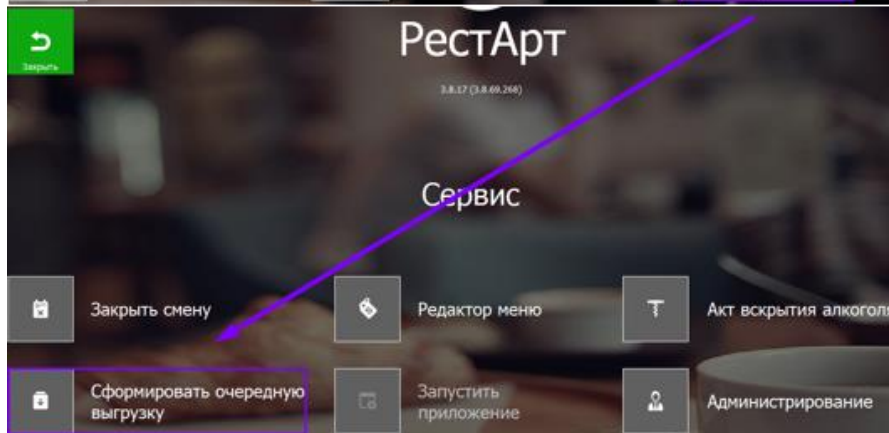 РестАрт
Закрыть
3.8.17 (3.8.69.268)
Сервис
Закрыть смену
Редактор меню
Акт вскрытия алкоголя
Сформировать очередную
выгрузку
Запустить
приложение
Администрирование